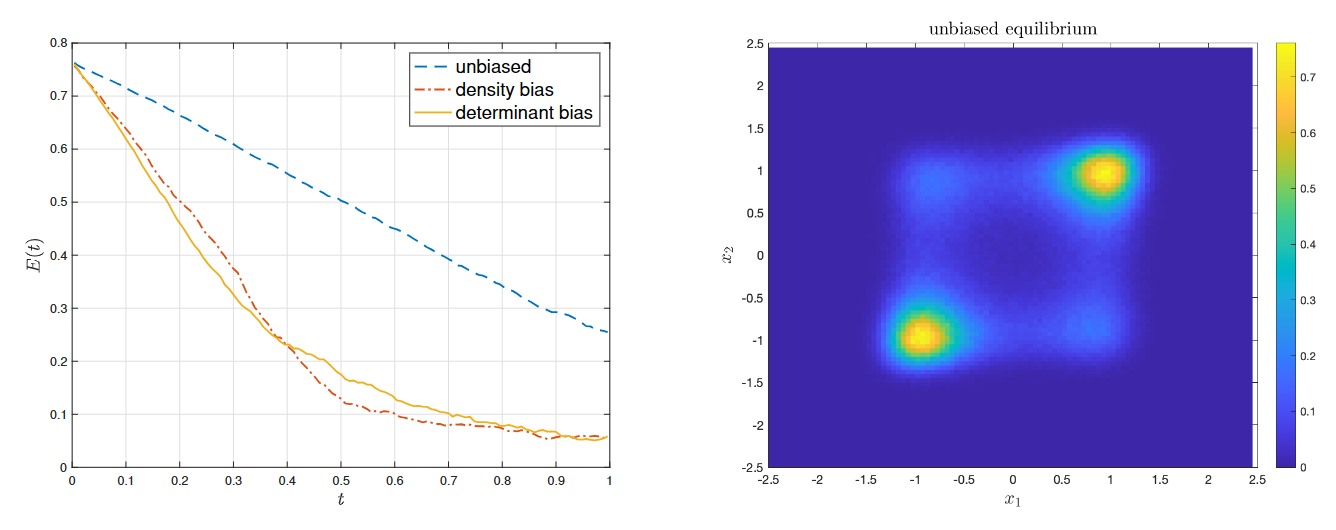 0.8
0.7
0.6
0.5
0.4
0.3
0.2
0.1
0
E(t)
unbiased
density bias
determinant bias
0 0.1 0.2 0.3 0.4 0.5 0.6 0.7 0.8 0.9 1
t
unbiased equilibrium
2.5
2
1.5
1
0.5
0
-0.5
-1
-1.5
-2
-2.5
x2
-2.5 -2 -1.5 -1 -0.5 0 0.5 1 1.5 2 2.5
x1
0.7
0.6
0.5
0.4
0.3
0.2
0.1
0